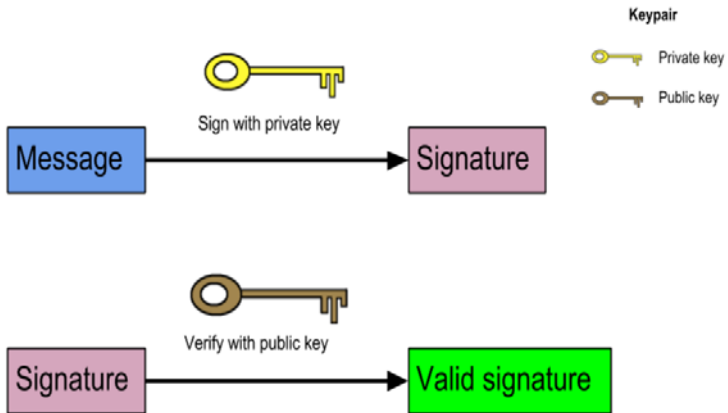 Keypair
Private key
Public key
Sign with private key
Message
Signature
Verify with public key
Signature
Valid signature